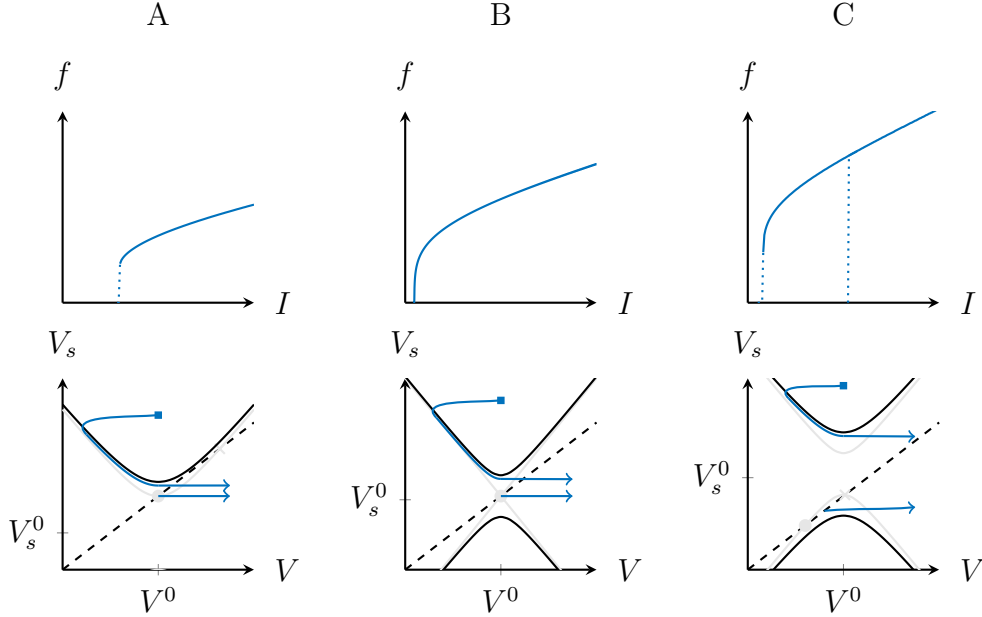 A B C
f f f
I I I
V_s V_s V_s
V_s^0 V_s^0 V_s^0
V V V
V^0 V^0 V^0